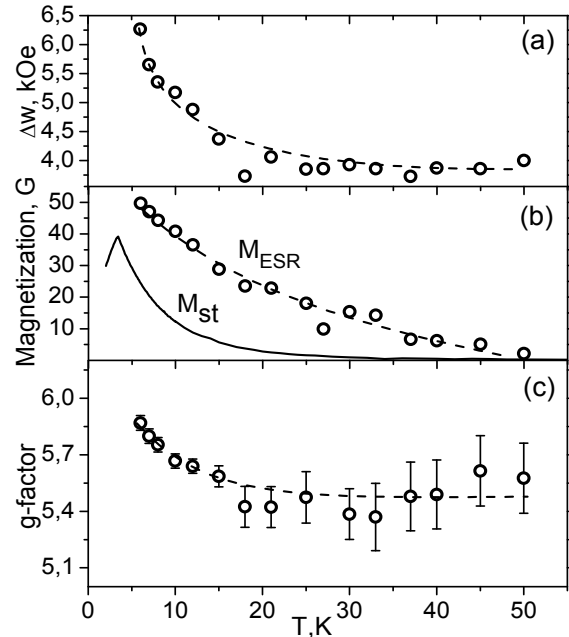 (a)
6,5
6,0
5,5
5,0
4,5
4,0
Δw, kOe
(b)
50
40
30
20
10
Magnetization, G
M_ESR
M_st
(c)
6,0
5,7
5,4
5,1
g-factor
0 10 20 30 40 50
T,K